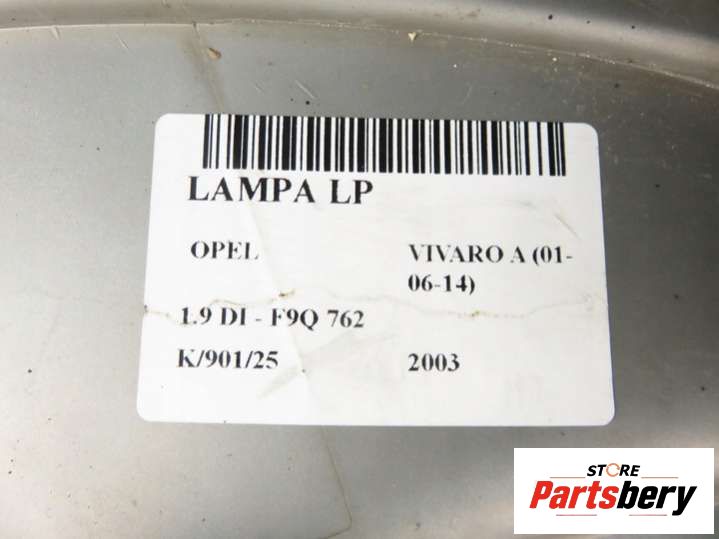 LAMPA LP
OPEL VIVARO A (01-
06-14)
1.9 DI - F9Q 762
K/901/25 2003
STORE
Partsbery